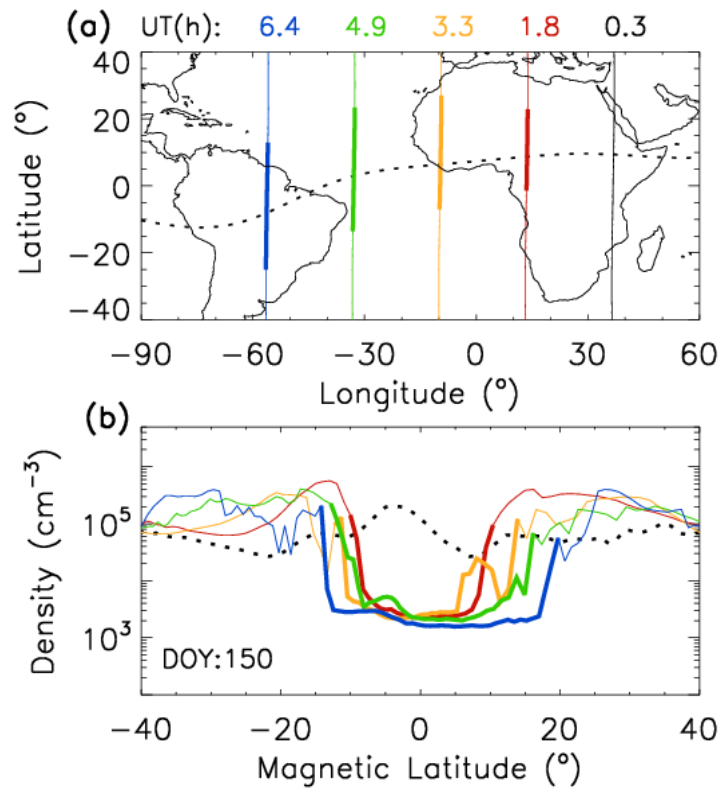 (a) UT(h): 6.4 4.9 3.3 1.8 0.3
40
20
0
−20
−40
Latitude (°)
−90 −60 −30 0 30 60
Longitude (°)
(b)
10⁵
10³
Density (cm⁻³)
DOY:150
−40 −20 0 20 40
Magnetic Latitude (°)